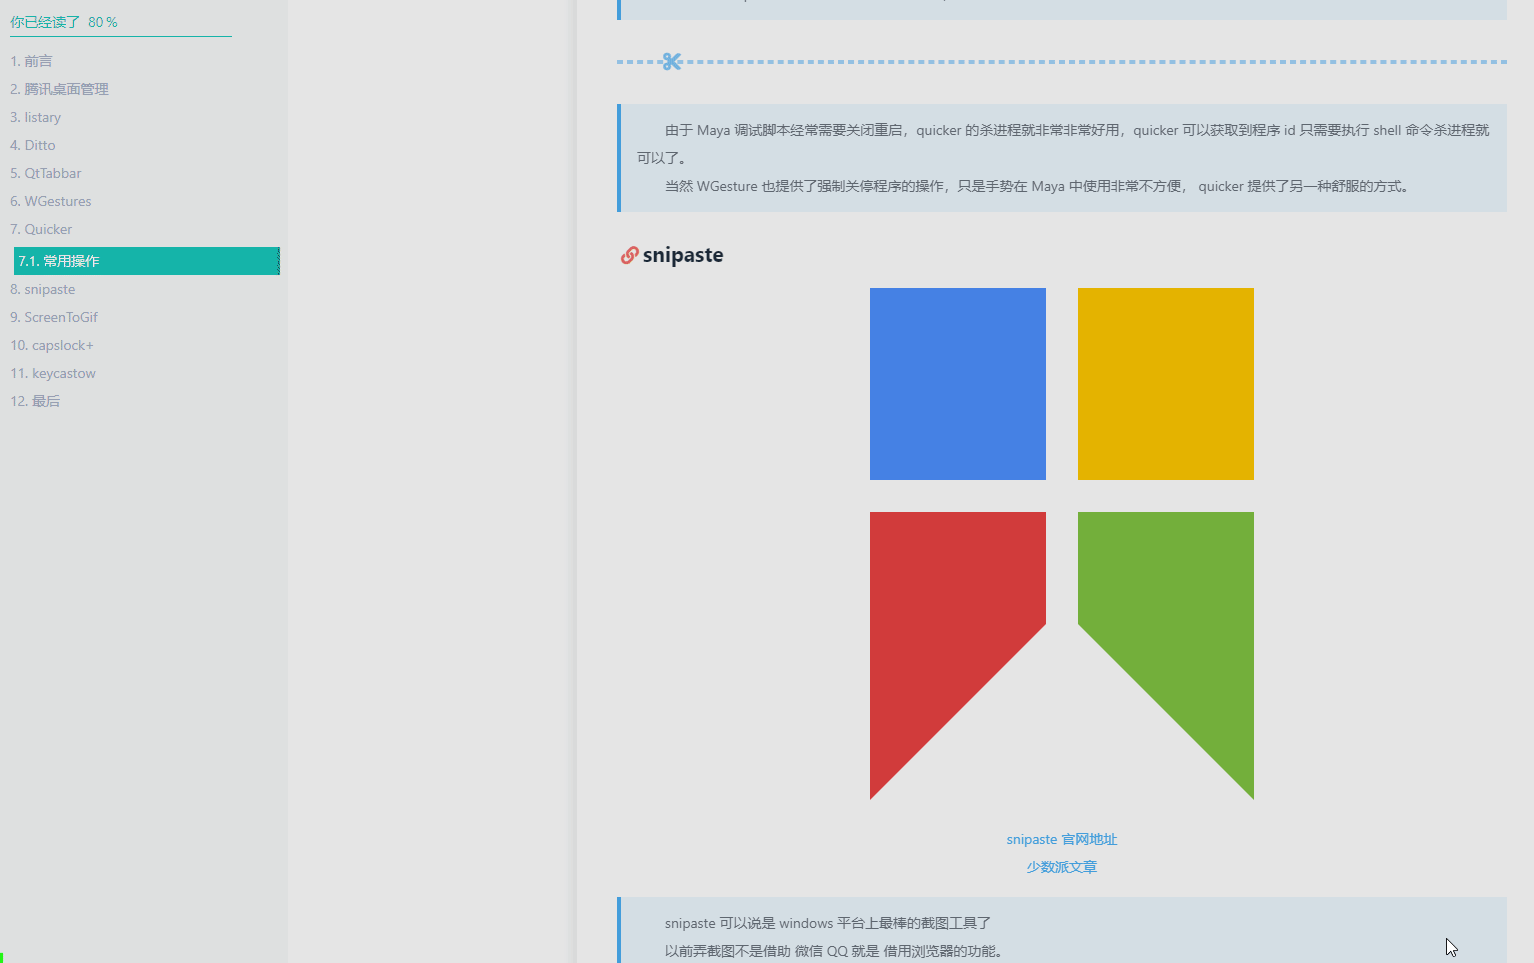 你已经读了 80 %
1. 前言
2. 腾讯桌面管理
3. listary
4. Ditto
5. QtTabbar
6. WGestures
7. Quicker
7.1. 常用操作
8. snipaste
9. ScreenToGif
10. capslock+
11. keycastow
12. 最后
由于 Maya 调试脚本经常需要关闭重启，quicker 的杀进程就非常非常好用，quicker 可以获取到程序 id 只需要执行 shell 命令杀进程就
可以了。
当然 WGesture 也提供了强制关停程序的操作，只是手势在 Maya 中使用非常不方便， quicker 提供了另一种舒服的方式。
snipaste
snipaste 官网地址
少数派文章
snipaste 可以说是 windows 平台上最棒的截图工具了
以前弄截图不是借助 微信 QQ 就是 借用浏览器的功能。